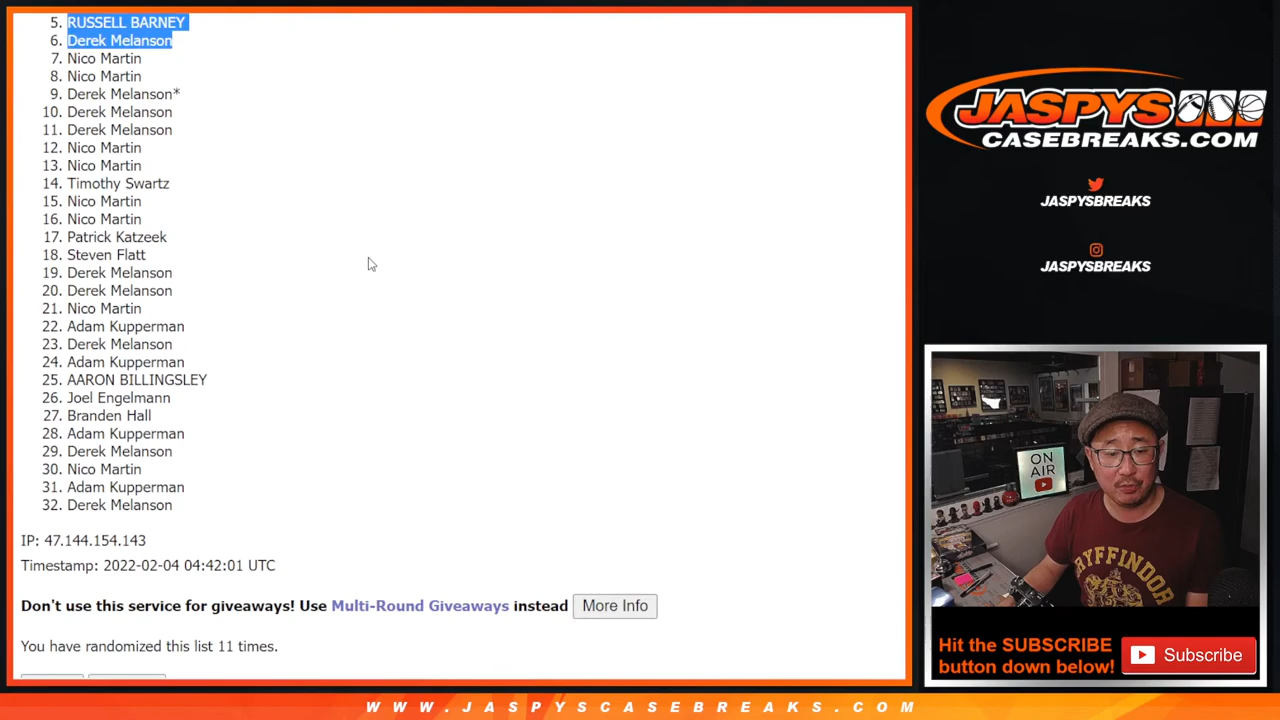 5. RUSSELL BARNEY
6. Derek Melanson
7. Nico Martin
8. Nico Martin
9. Derek Melanson*
10. Derek Melanson
11. Derek Melanson
12. Nico Martin
13. Nico Martin
14. Timothy Swartz
15. Nico Martin
16. Nico Martin
17. Patrick Katzeek
18. Steven Flatt
19. Derek Melanson
20. Derek Melanson
21. Nico Martin
22. Adam Kupperman
23. Derek Melanson
24. Adam Kupperman
25. AARON BILLINGSLEY
26. Joel Engelmann
27. Branden Hall
28. Adam Kupperman
29. Derek Melanson
30. Nico Martin
31. Adam Kupperman
32. Derek Melanson
IP: 47.144.154.143
Timestamp: 2022-02-04 04:42:01 UTC
Don't use this service for giveaways! Use Multi-Round Giveaways instead More Info
You have randomized this list 11 times.
JASPYS
CASEBREAKS.COM
JASPYSBREAKS
JASPYSBREAKS
ON
AIR
GRYFFINDOR
Hit the SUBSCRIBE
button down below!
Subscribe
WWW.JASPYSCASEBREAKS.COM